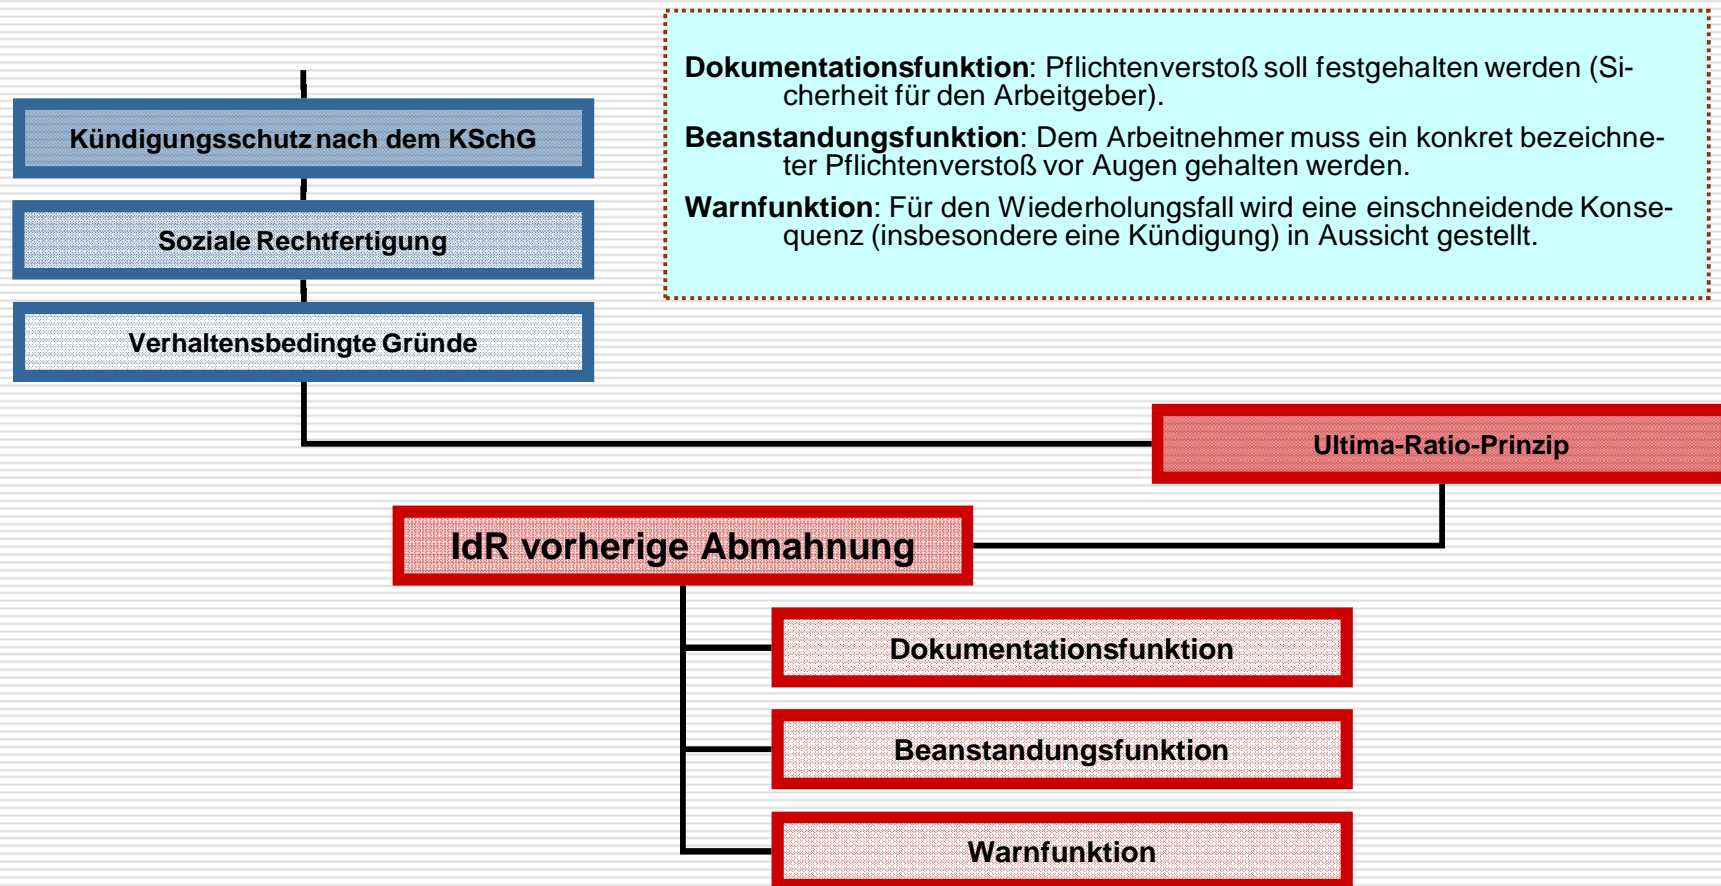 Dokumentationsfunktion: Pflichtenverstoß soll festgehalten werden (Si-
cherheit für den Arbeitgeber).
Beanstandungsfunktion: Dem Arbeitnehmer muss ein konkret bezeichne-
ter Pflichtenverstoß vor Augen gehalten werden.
Warnfunktion: Für den Wiederholungsfall wird eine einschneidende Konse-
quenz (insbesondere eine Kündigung) in Aussicht gestellt.
Kündigungsschutz nach dem KSchG
Soziale Rechtfertigung
Verhaltensbedingte Gründe
Ultima-Ratio-Prinzip
IdR vorherige Abmahnung
Dokumentationsfunktion
Beanstandungsfunktion
Warnfunktion